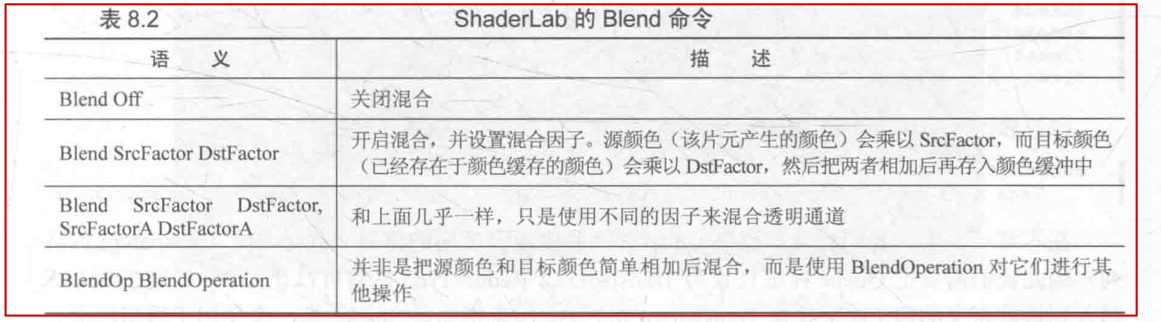 表 8.2 ShaderLab 的 Blend 命令
语 义 描 述
Blend Off 关闭混合
Blend SrcFactor DstFactor 开启混合，并设置混合因子。源颜色（该片元产生的颜色）会乘以 SrcFactor，而目标颜色
（已经存在于颜色缓存的颜色）会乘以 DstFactor，然后把两者相加后再存入颜色缓冲中
Blend SrcFactor DstFactor,
SrcFactorA DstFactorA
和上面几乎一样，只是使用不同的因子来混合透明通道
BlendOp BlendOperation 并非是把源颜色和目标颜色简单相加后混合，而是使用 BlendOperation 对它们进行其
他操作